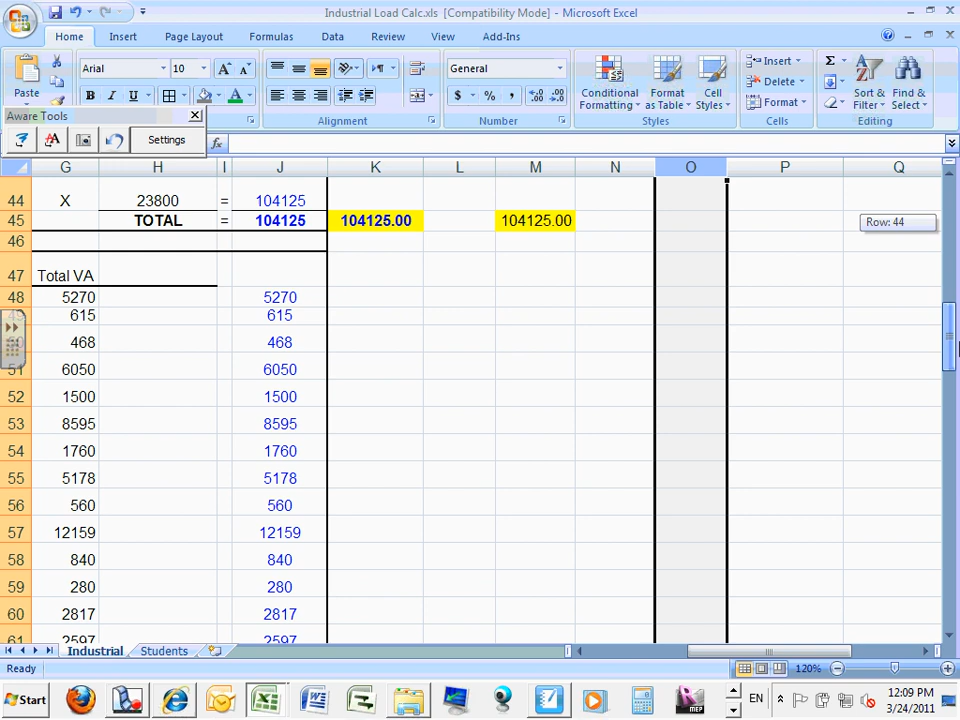 Industrial Load Calc.xls [Compatibility Mode] - Microsoft Excel
Home Insert Page Layout Formulas Data Review View Add-Ins
Arial 10 A A General Insert Σ
Paste Conditional Format Cell Delete Sort & Find &
B I U A $ % , Formatting as Table Styles Format Filter Select
Aware Tools Alignment Number Styles Cells Editing
Settings fx
G H I J K L M N O P Q
44 X 23800 = 104125 Row: 44
45 TOTAL = 104125 104125.00 104125.00
46
47 Total VA
48 5270 5270
615 615
468 468
51 6050 6050
52 1500 1500
53 8595 8595
54 1760 1760
55 5178 5178
56 560 560
57 12159 12159
58 840 840
59 280 280
60 2817 2817
61 2597 2597
Industrial Students
Ready 120%
Start EN 12:09 PM
3/24/2011